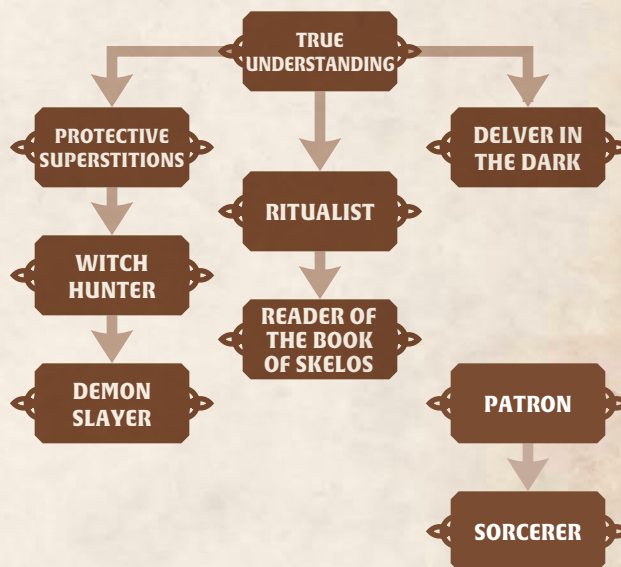 TRUE
UNDERSTANDING
PROTECTIVE
SUPERSTITIONS
DELVER IN
THE DARK
RITUALIST
WITCH
HUNTER
READER OF
THE BOOK
OF SKELOS
DEMON
SLAYER
PATRON
SORCERER